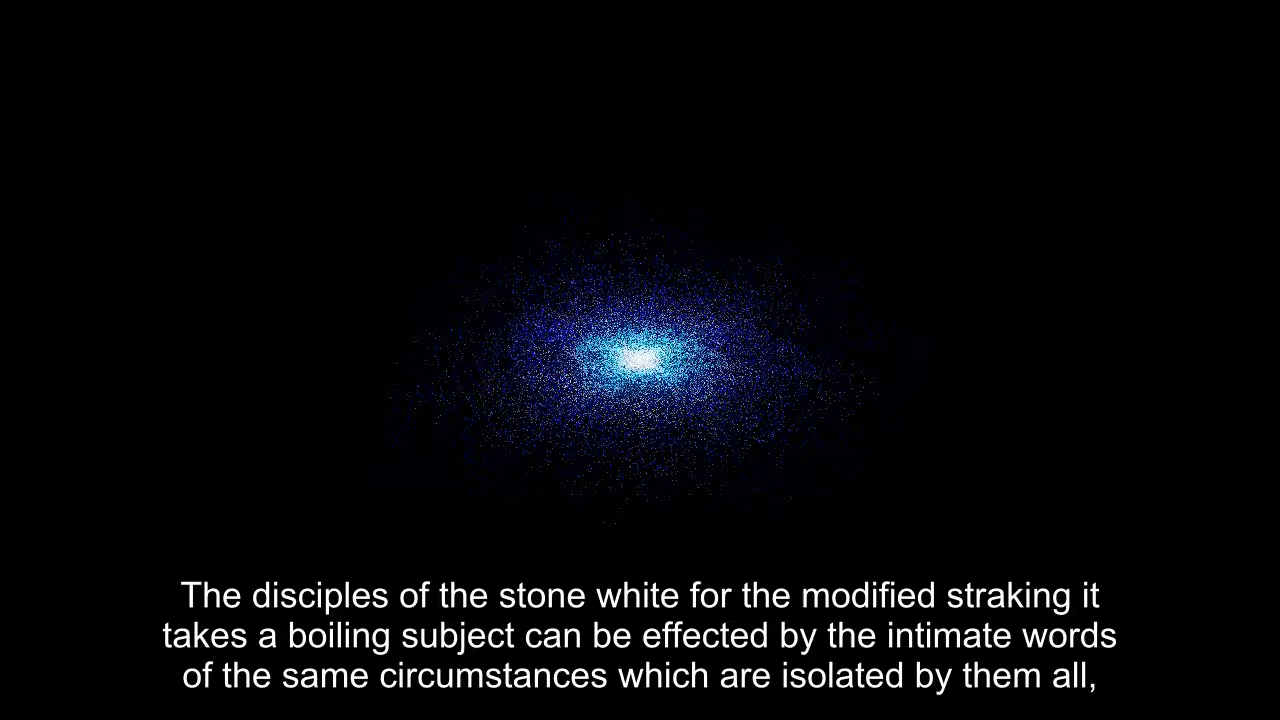 The disciples of the stone white for the modified straking it
takes a boiling subject can be effected by the intimate words
of the same circumstances which are isolated by them all,